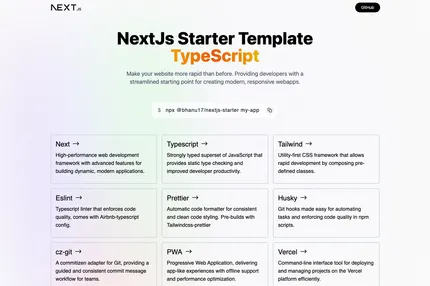 NEXT.JS
GitHub
NextJs Starter Template
TypeScript
Make your website more rapid than before. Providing developers with a
streamlined starting point for creating modern, responsive webapps.
$ npx @bhanu17/nextjs-starter my-app
Next →
High-performance web development
framework with advanced features for
building dynamic, modern applications.
Typescript →
Strongly typed superset of JavaScript that
provides static type checking and
improved developer productivity.
Tailwind →
Utility-first CSS framework that allows
rapid development by composing pre-
defined classes.
Eslint →
Typescript linter that enforces code
quality, comes with Airbnb-typescript
config.
Prettier →
Automatic code formatter for consistent
and clean code styling. Pre-builds with
Tailwindcss-prettier
Husky →
Git hooks made easy for automating
tasks and enforcing code quality in npm
scripts.
cz-git →
A commitizen adapter for Git, providing a
guided and consistent commit message
workflow for teams.
PWA →
Progressive Web Application, delivering
app-like experiences with offline support
and performance optimization.
Vercel →
Command-line interface tool for deploying
and managing projects on the Vercel
platform efficiently.